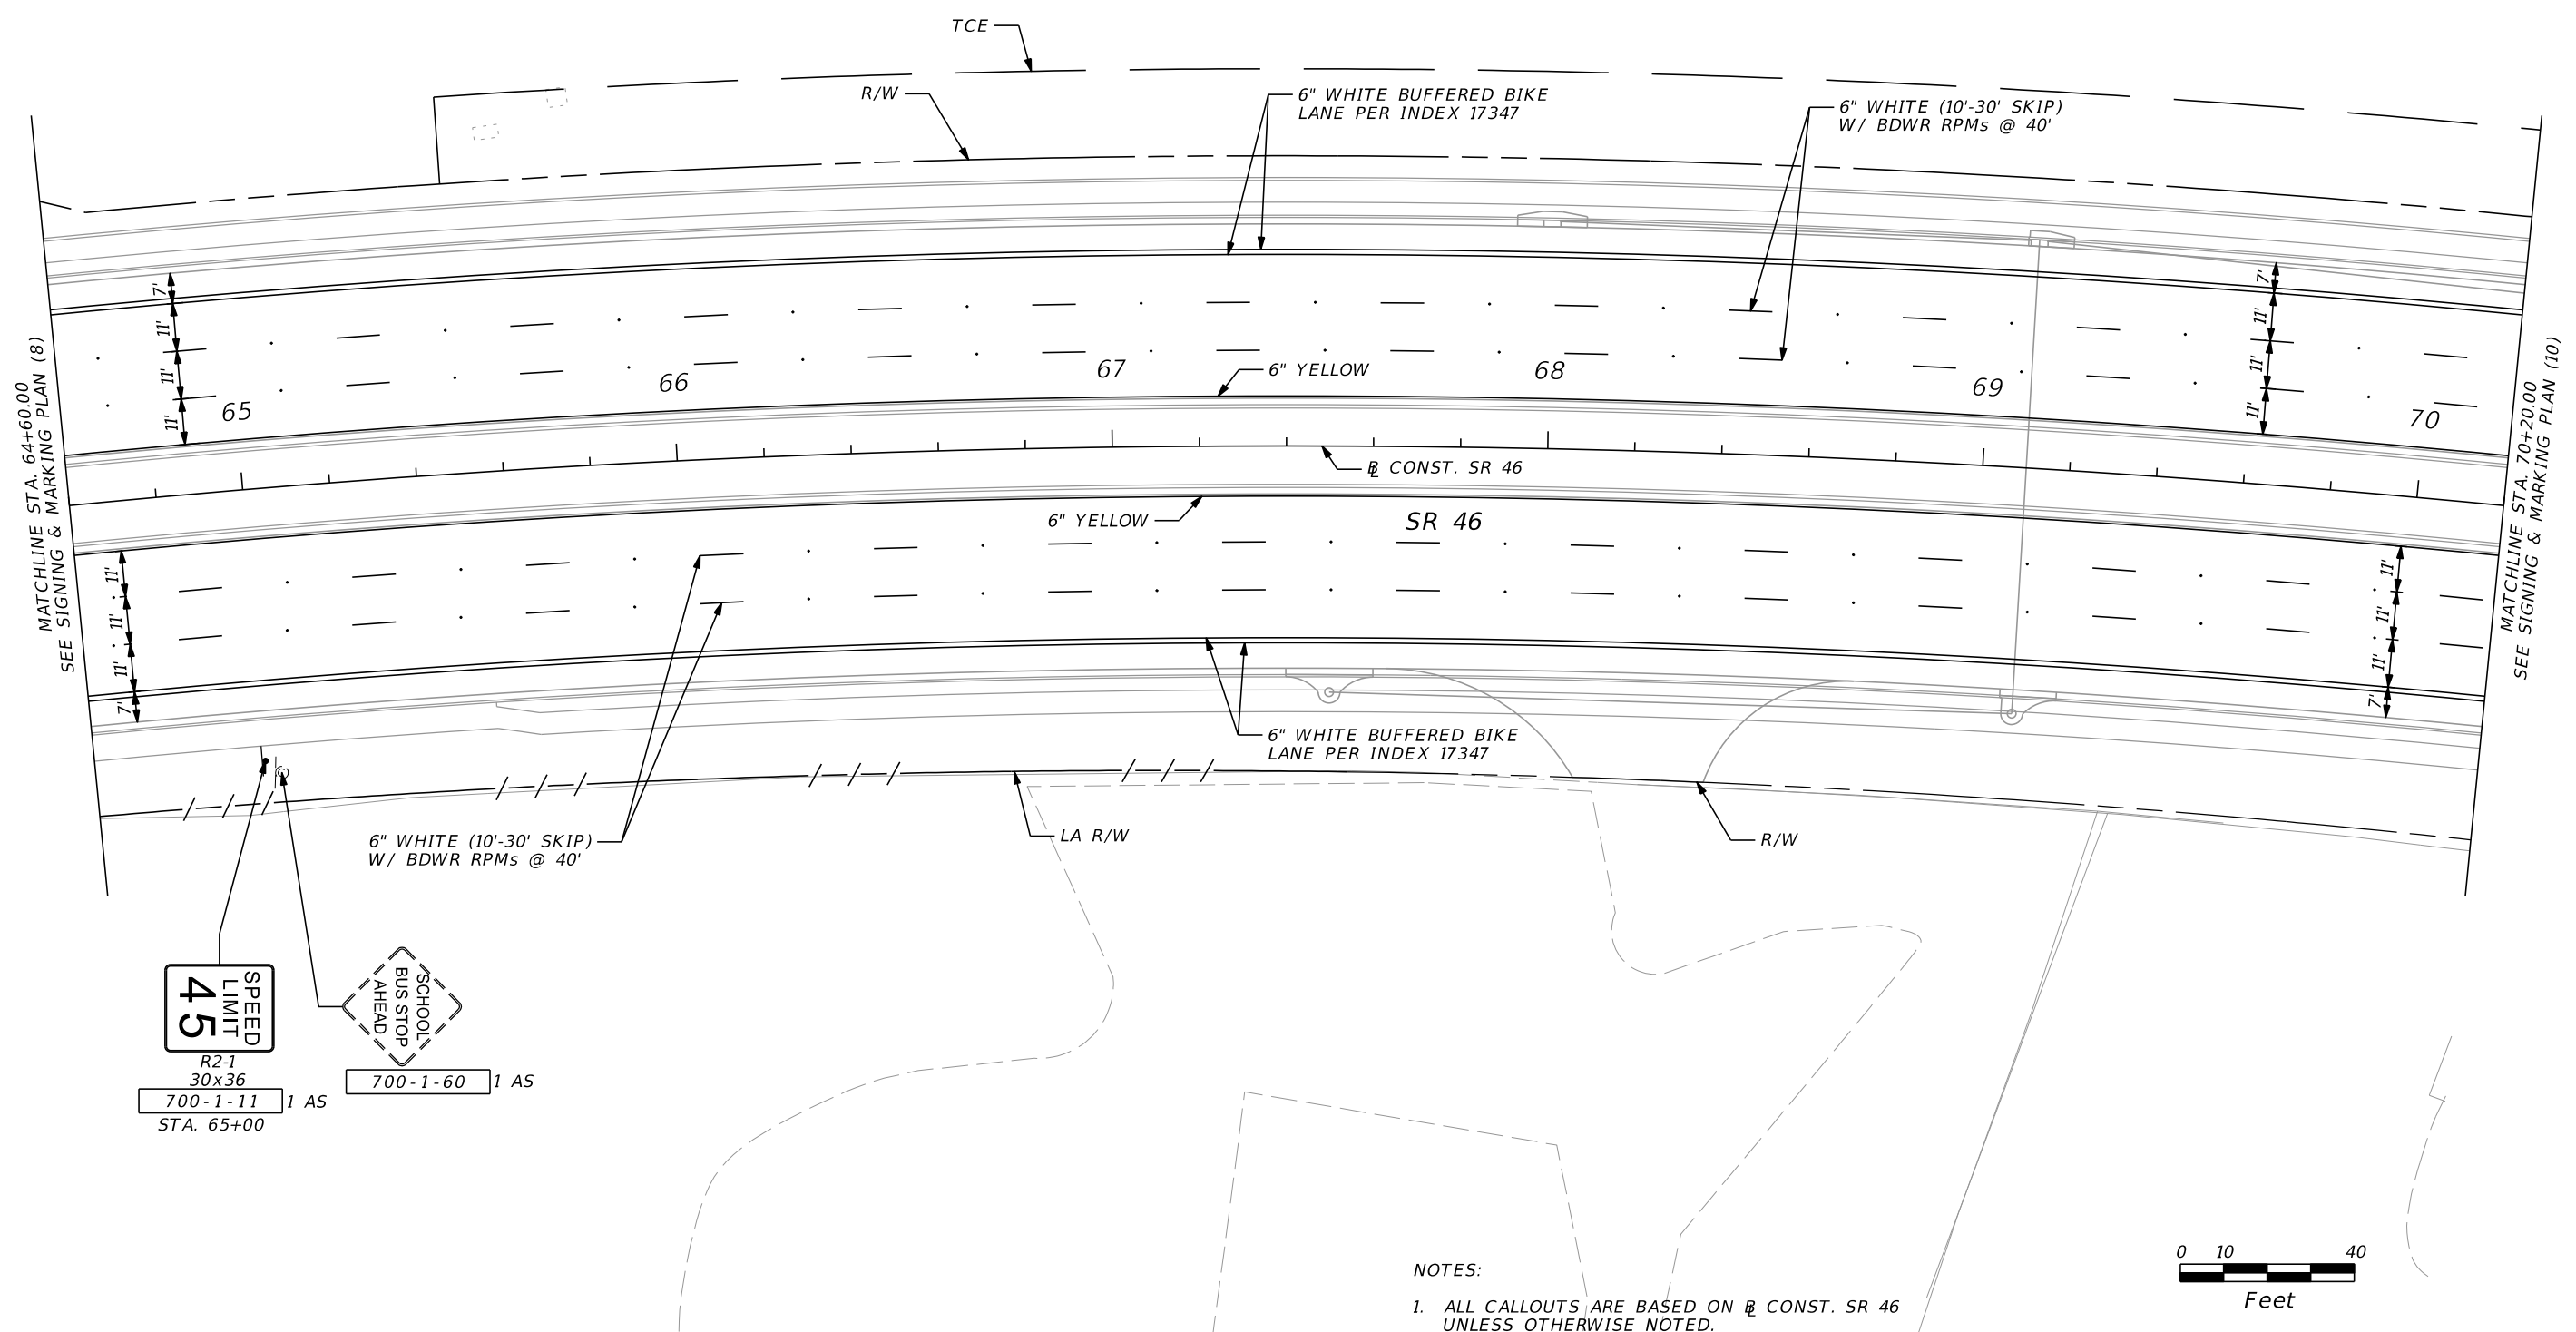 TCE
R/W
6" WHITE BUFFERED BIKE
LANE PER INDEX 17347
6" WHITE (10'-30' SKIP)
W/ BDWR RPMs @ 40'
7'
11'
11'
11'
7'
11'
11'
11'
65
66
67
68
69
70
6" YELLOW
MATCHLINE STA. 64+60.00
SEE SIGNING & MARKING PLAN (8)
MATCHLINE STA. 70+20.00
SEE SIGNING & MARKING PLAN (10)
℄ CONST. SR 46
6" YELLOW
SR 46
11'
11'
11'
7'
11'
11'
11'
7'
6" WHITE BUFFERED BIKE
LANE PER INDEX 17347
6" WHITE (10'-30' SKIP)
W/ BDWR RPMs @ 40'
LA R/W
R/W
SPEED
LIMIT
45
R2-1
30x36
700-1-11 1 AS
STA. 65+00
SCHOOL
BUS STOP
AHEAD
700-1-60 1 AS
NOTES:
1. ALL CALLOUTS ARE BASED ON ℄ CONST. SR 46
UNLESS OTHERWISE NOTED.
0 10 40
Feet